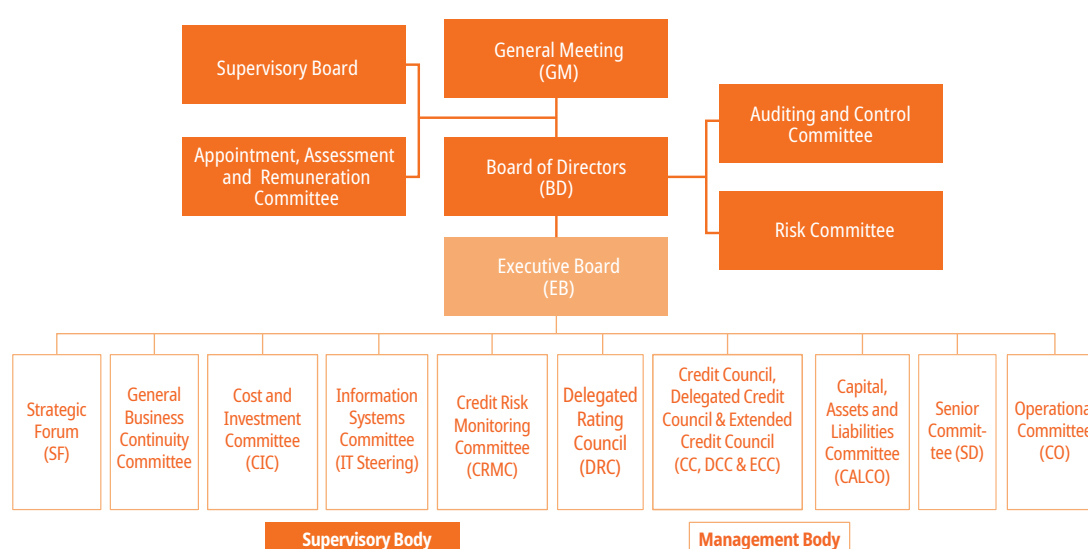 Supervisory Board
General Meeting
(GM)
Auditing and Control
Committee
Appointment, Assessment
and Remuneration
Committee
Board of Directors
(BD)
Risk Committee
Executive Board
(EB)
Strategic
Forum
(SF)
General
Business
Continuity
Committee
Cost and
Investment
Committee
(CIC)
Information
Systems
Committee
(IT Steering)
Credit Risk
Monitoring
Committee
(CRMC)
Delegated
Rating
Council
(DRC)
Credit Council,
Delegated Credit
Council & Extended
Credit Council
(CC, DCC & ECC)
Capital,
Assets and
Liabilities
Committee
(CALCO)
Senior
Commit-
tee (SD)
Operational
Committee
(CO)
Supervisory Body
Management Body